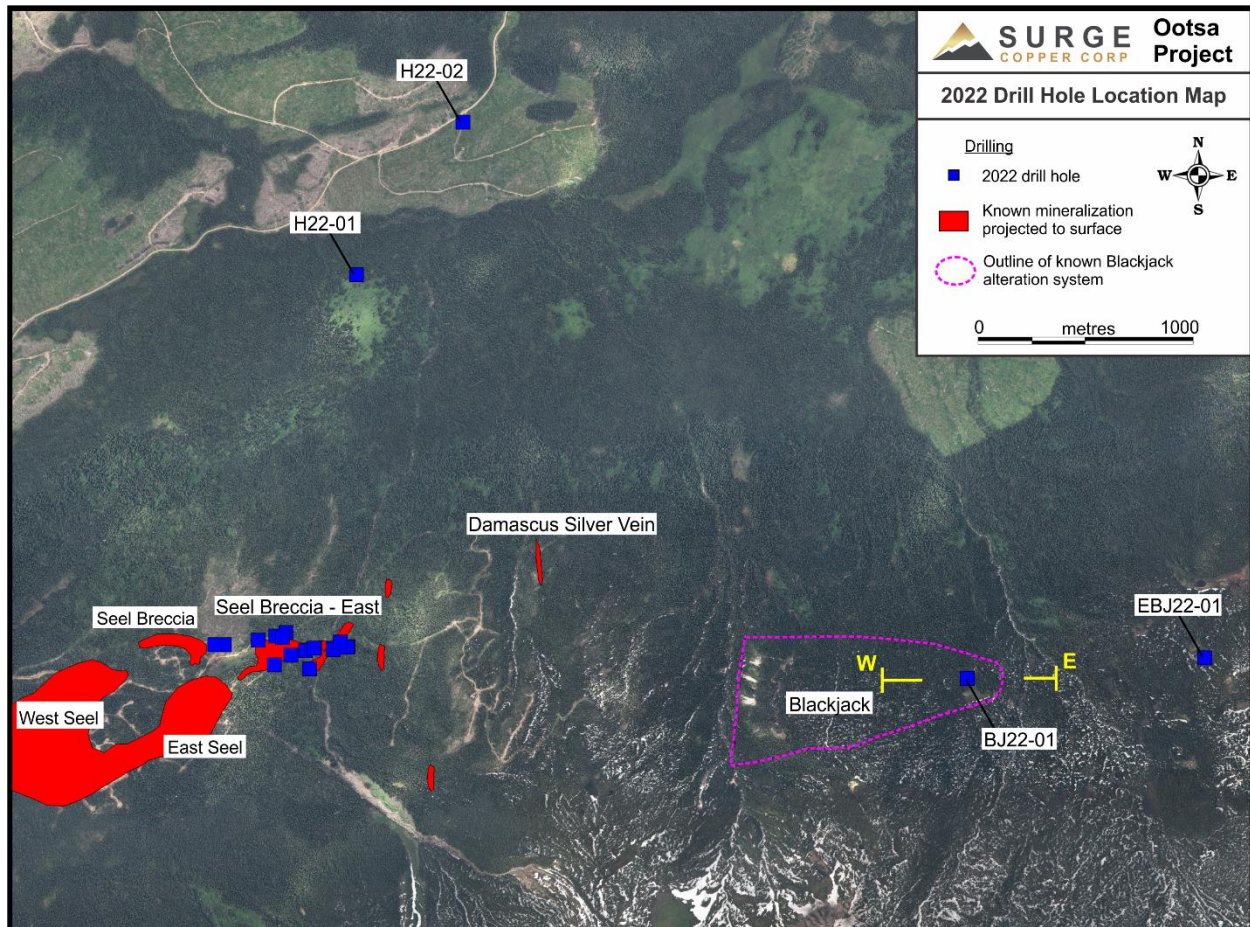 SURGE
COPPER CORP
Ootsa
Project
2022 Drill Hole Location Map
Drilling
2022 drill hole
Known mineralization
projected to surface
Outline of known Blackjack
alteration system
N
W E
S
0 metres 1000
H22-02
H22-01
Damascus Silver Vein
Seel Breccia - East
Seel Breccia
EBJ22-01
W
E
Blackjack
West Seel
East Seel
BJ22-01